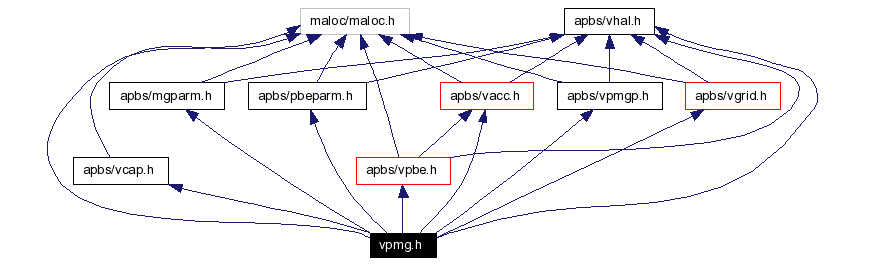 maloc/maloc.h
apbs/vhal.h
apbs/mgparm.h
apbs/pbeparm.h
apbs/vacc.h
apbs/vpmgp.h
apbs/vgrid.h
apbs/vcap.h
apbs/vpbe.h
vpmg.h